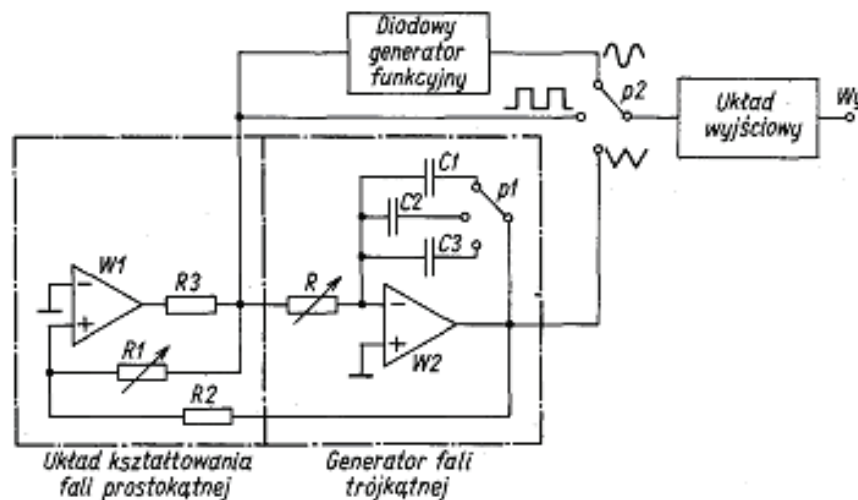 Diodowy
generator
funkcyjny
p2
Układ
wyjściowy
Wy
C1
p1
C2
C3
W1
R3
R
W2
R1
R2
Układ kształtowania
fali prostokątnej
Generator fali
trójkątnej